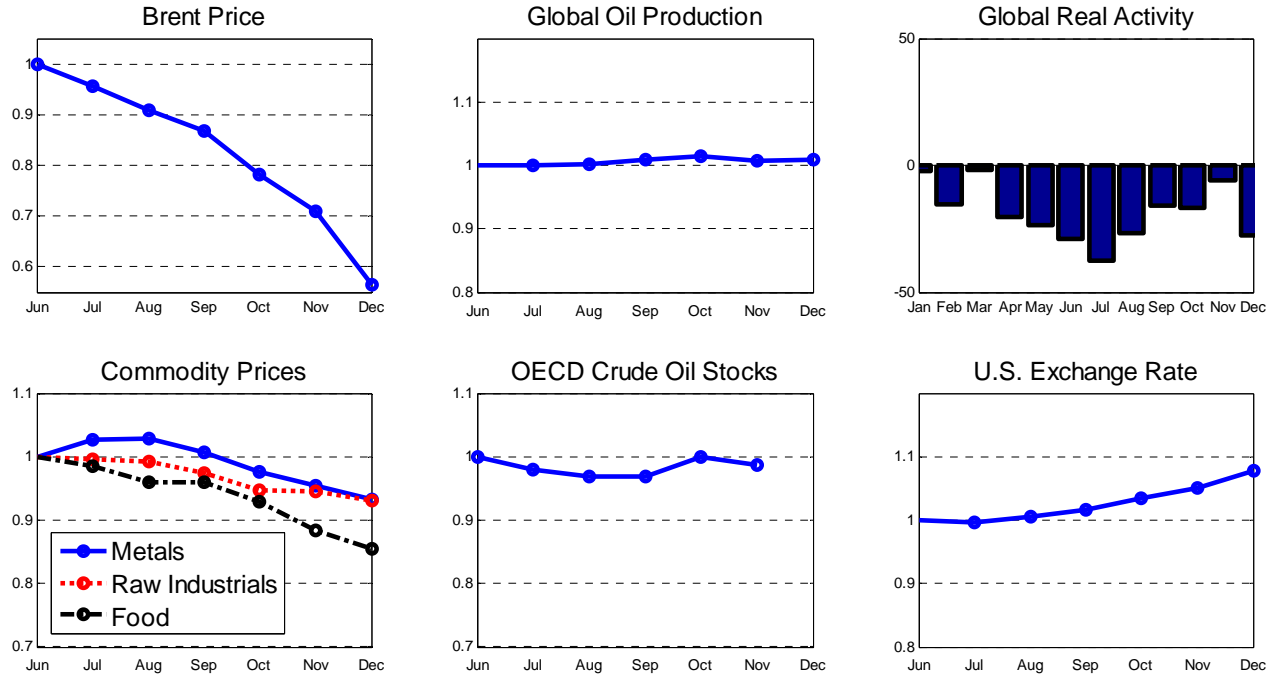 Brent Price
1
0.9
0.8
0.7
0.6
Jun Jul Aug Sep Oct Nov Dec
Global Oil Production
1.1
1
0.9
0.8
Jun Jul Aug Sep Oct Nov Dec
Global Real Activity
50
0
-50
Jan Feb Mar Apr May Jun Jul Aug Sep Oct Nov Dec
Commodity Prices
1.1
1
0.9
0.8
0.7
Metals
Raw Industrials
Food
Jun Jul Aug Sep Oct Nov Dec
OECD Crude Oil Stocks
1.1
1
0.9
0.8
0.7
Jun Jul Aug Sep Oct Nov Dec
U.S. Exchange Rate
1.1
1
0.9
0.8
Jun Jul Aug Sep Oct Nov Dec